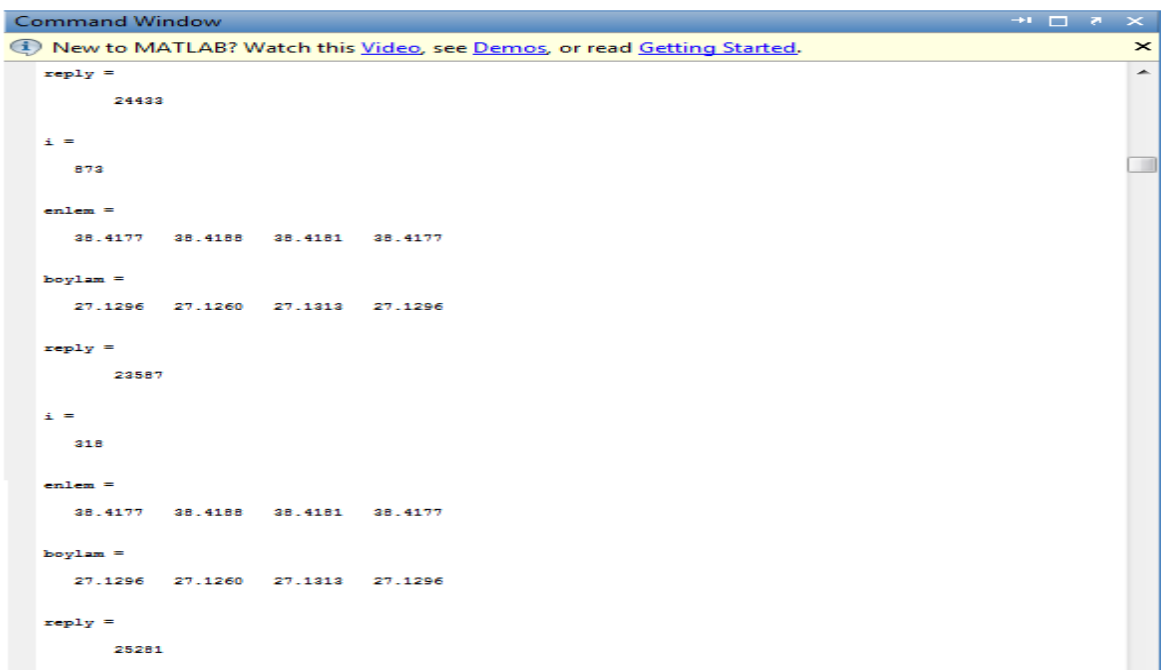 Command Window
New to MATLAB? Watch this Video, see Demos, or read Getting Started.
reply =
24433
i =
873
enlem =
38.4177 38.4188 38.4181 38.4177
boylam =
27.1296 27.1260 27.1313 27.1296
reply =
23587
i =
318
enlem =
38.4177 38.4188 38.4181 38.4177
boylam =
27.1296 27.1260 27.1313 27.1296
reply =
25281